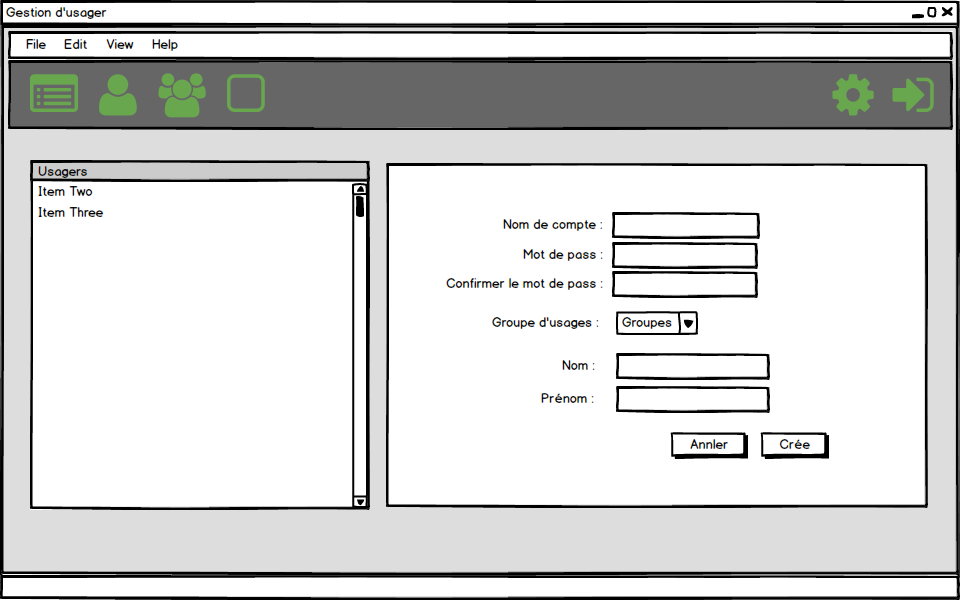 Gestion d'usager
File Edit View Help
Usagers
Item Two
Item Three
Nom de compte :
Mot de pass :
Confirmer le mot de pass :
Groupe d'usages :
Groupes
Nom :
Prénom :
Annler
Crée